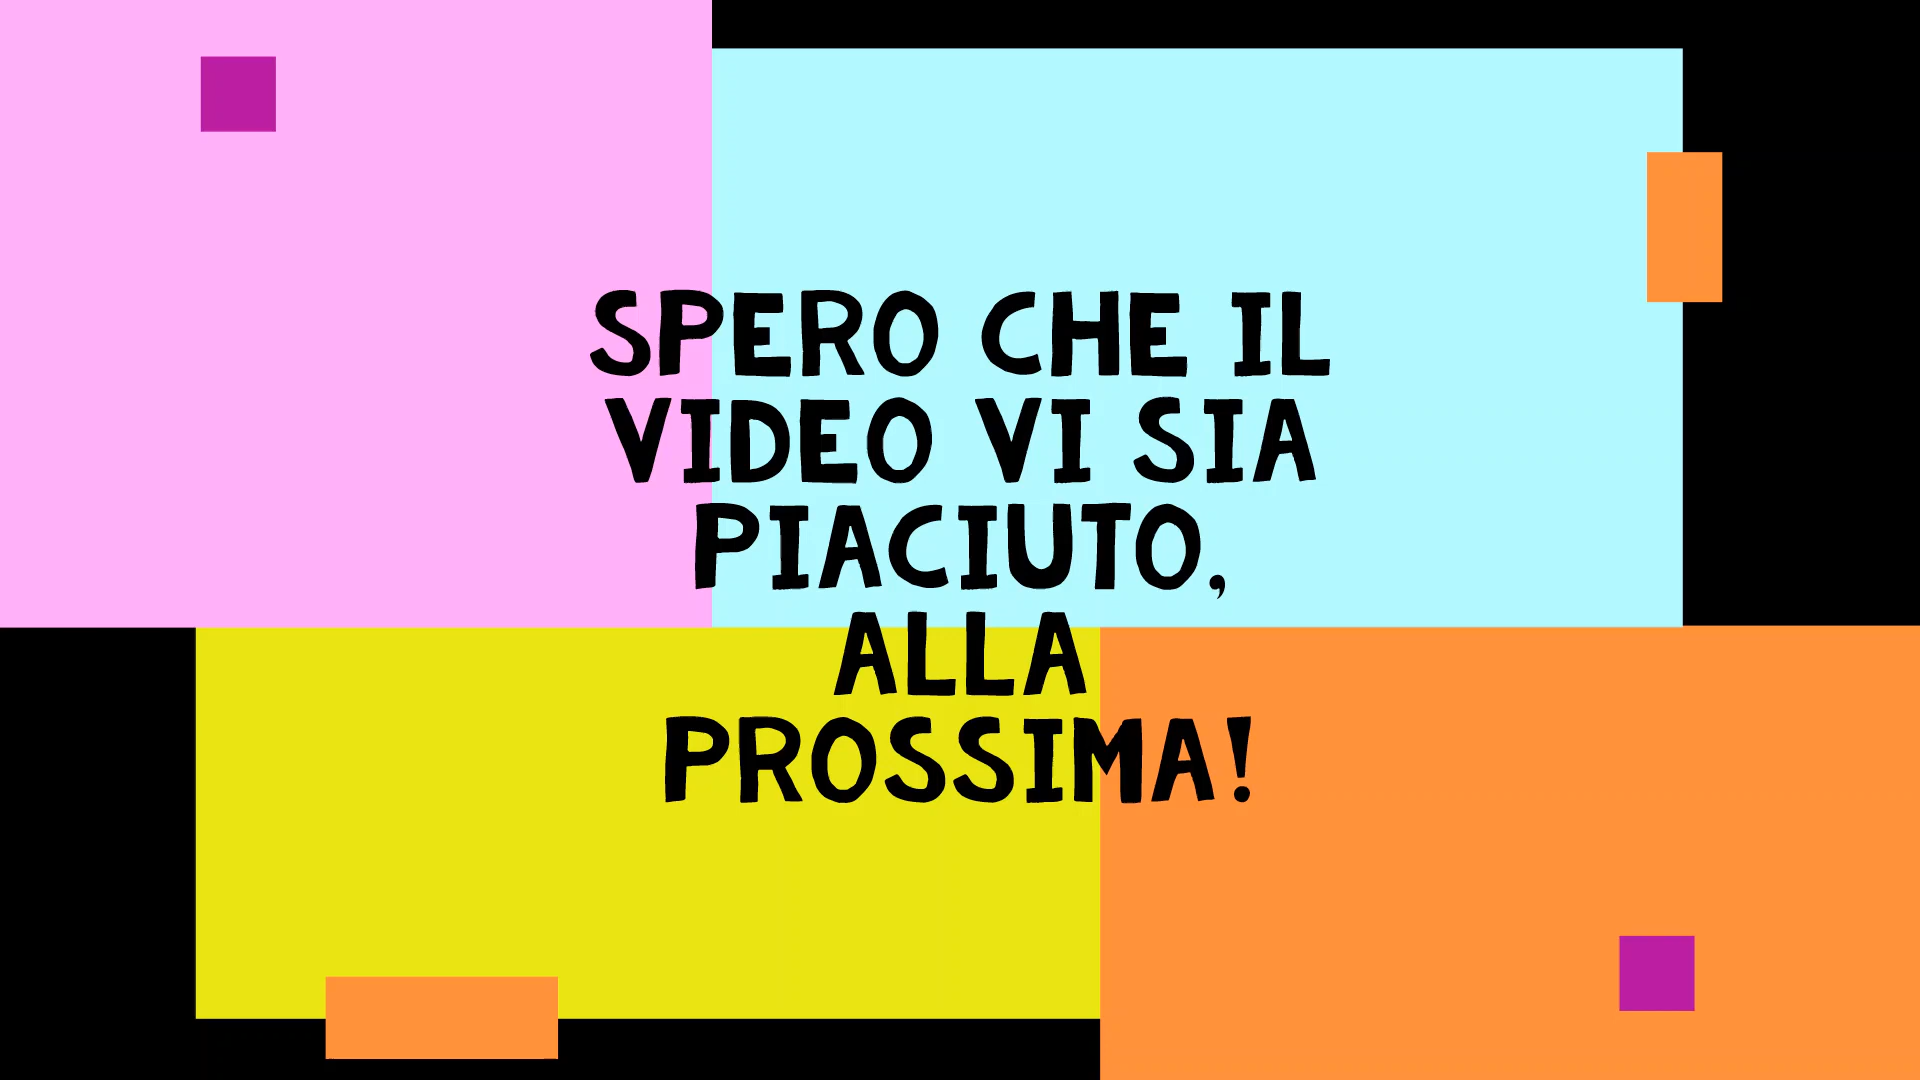 SPERO CHE IL
VIDEO VI SIA
PIACIUTO,
ALLA
PROSSIMA!